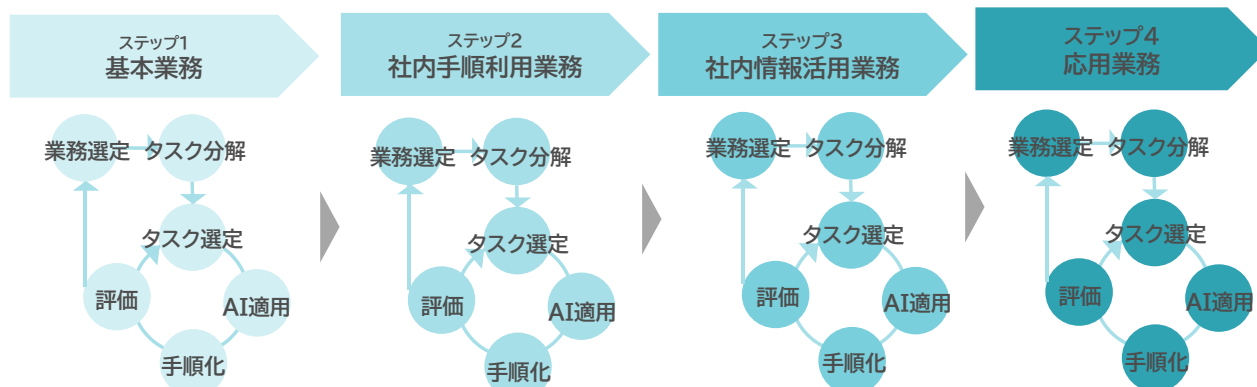 ステップ1
基本業務
ステップ2
社内手順利用業務
ステップ3
社内情報活用業務
ステップ4
応用業務
業務選定
タスク分解
タスク選定
評価
AI適用
手順化
業務選定
タスク分解
タスク選定
評価
AI適用
手順化
業務選定
タスク分解
タスク選定
評価
AI適用
手順化
業務選定
タスク分解
タスク選定
評価
AI適用
手順化